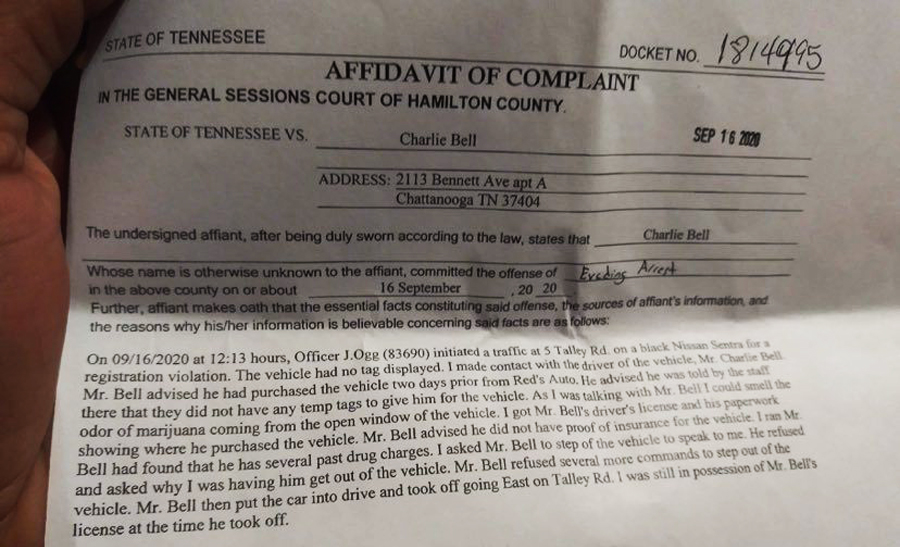 STATE OF TENNESSEE
DOCKET NO. 1814995
AFFIDAVIT OF COMPLAINT
IN THE GENERAL SESSIONS COURT OF HAMILTON COUNTY.
STATE OF TENNESSEE VS. Charlie Bell SEP 16 2020
ADDRESS: 2113 Bennett Ave apt A
Chattanooga TN 37404
The undersigned affiant, after being duly sworn according to the law, states that Charlie Bell
Whose name is otherwise unknown to the affiant, committed the offense of Evading Arrest
in the above county on or about 16 September , 20 20
Further, affiant makes oath that the essential facts constituting said offense, the sources of affiant's information, and
the reasons why his/her information is believable concerning said facts are as follows:
On 09/16/2020 at 12:13 hours, Officer J.Ogg (83690) initiated a traffic at 5 Talley Rd. on a black Nissan Sentra for a
registration violation. The vehicle had no tag displayed. I made contact with the driver of the vehicle, Mr. Charlie Bell.
Mr. Bell advised he had purchased the vehicle two days prior from Red's Auto. He advised he was told by the staff
there that they did not have any temp tags to give him for the vehicle. As I was talking with Mr. Bell I could smell the
odor of marijuana coming from the open window of the vehicle. I got Mr. Bell's driver's license and his paperwork
showing where he purchased the vehicle. Mr. Bell advised he did not have proof of insurance for the vehicle. I ran Mr.
Bell had found that he has several past drug charges. I asked Mr. Bell to step of the vehicle to speak to me. He refused
and asked why I was having him get out of the vehicle. Mr. Bell refused several more commands to step out of the
vehicle. Mr. Bell then put the car into drive and took off going East on Talley Rd. I was still in possession of Mr. Bell's
license at the time he took off.